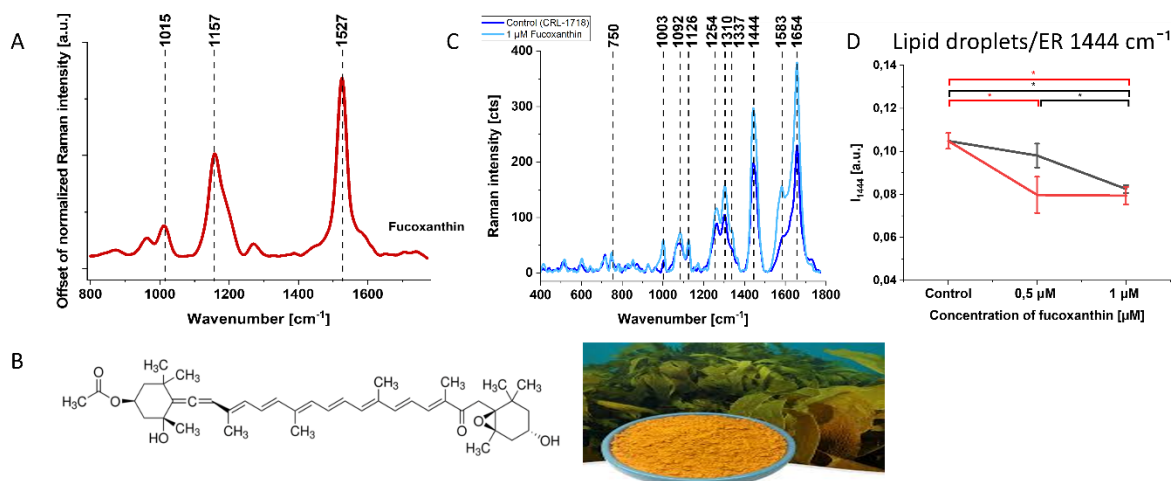 A
1015
1157
1527
Offset of normalized Raman intensity [a.u.]
Fucoxanthin
800 1000 1200 1400 1600
Wavenumber [cm⁻¹]
C
Control (CRL-1718)
1 µM Fucoxanthin
750
1003
1092
1126
1254
1310
1337
1444
1583
1654
Raman intensity [cts]
400
300
200
100
0
400 600 800 1000 1200 1400 1600 1800
Wavenumber [cm⁻¹]
D
Lipid droplets/ER 1444 cm⁻¹
0,14
0,12
0,10
0,08
0,06
0,04
I₁₄₄₄ [a.u.]
*
*
* *
Control 0,5 µM 1 µM
Concentration of fucoxanthin [µM]
B
O
H₃C CH₃
CH₃ CH₃
H₃C CH₃
CH₃ O
O
HO
CH₃
CH₃
CH₃
O
H₃C
OH